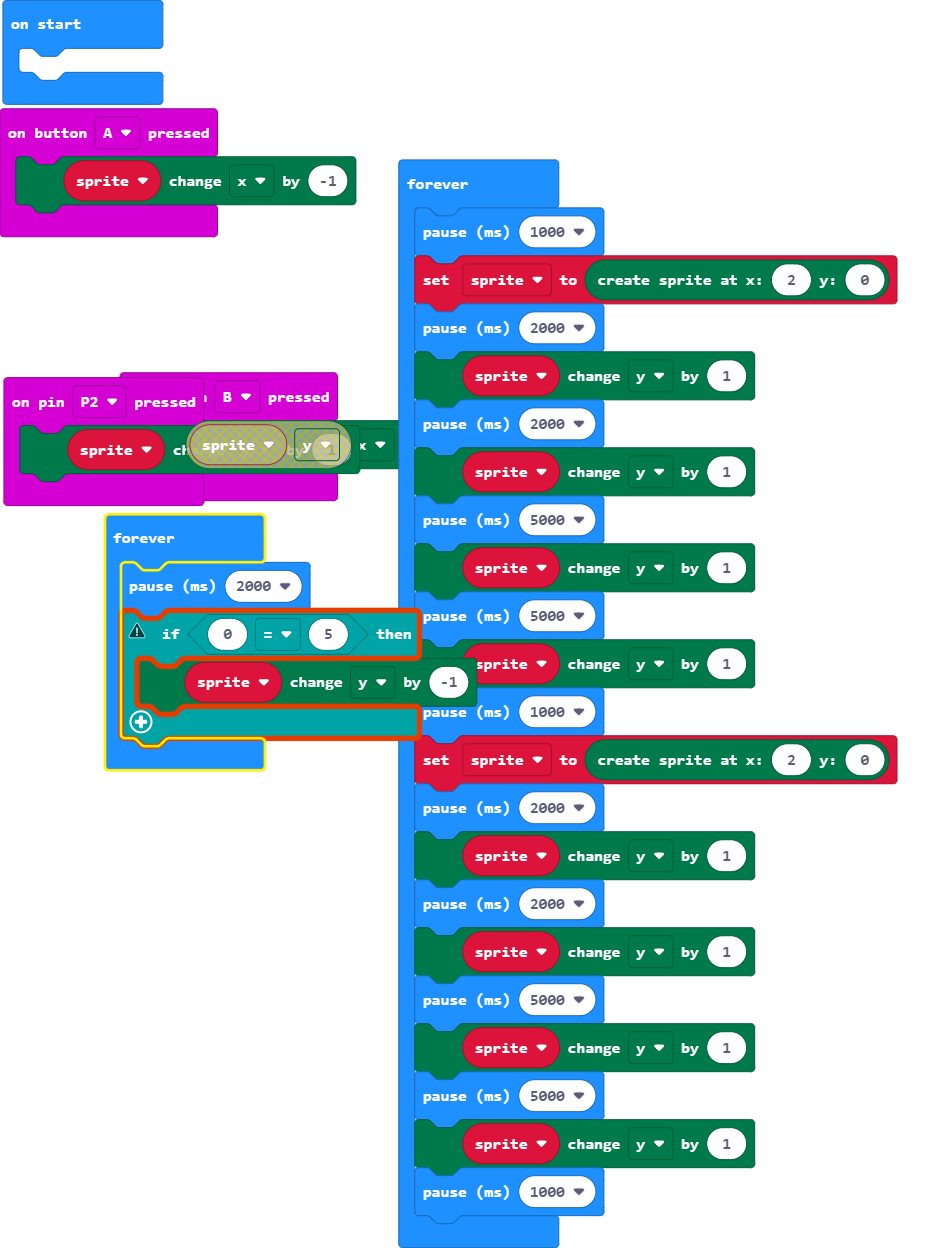 on start
on button A pressed
sprite change x by -1
B pressed
x
on pin P2 pressed
sprite
sprite y
forever
pause (ms) 2000
if 0 = 5 then
sprite change y by -1
forever
pause (ms) 1000
set sprite to create sprite at x: 2 y: 0
pause (ms) 2000
sprite change y by 1
pause (ms) 2000
sprite change y by 1
pause (ms) 5000
sprite change y by 1
pause (ms) 5000
sprite change y by 1
pause (ms) 1000
set sprite to create sprite at x: 2 y: 0
pause (ms) 2000
sprite change y by 1
pause (ms) 2000
sprite change y by 1
pause (ms) 5000
sprite change y by 1
pause (ms) 5000
sprite change y by 1
pause (ms) 1000